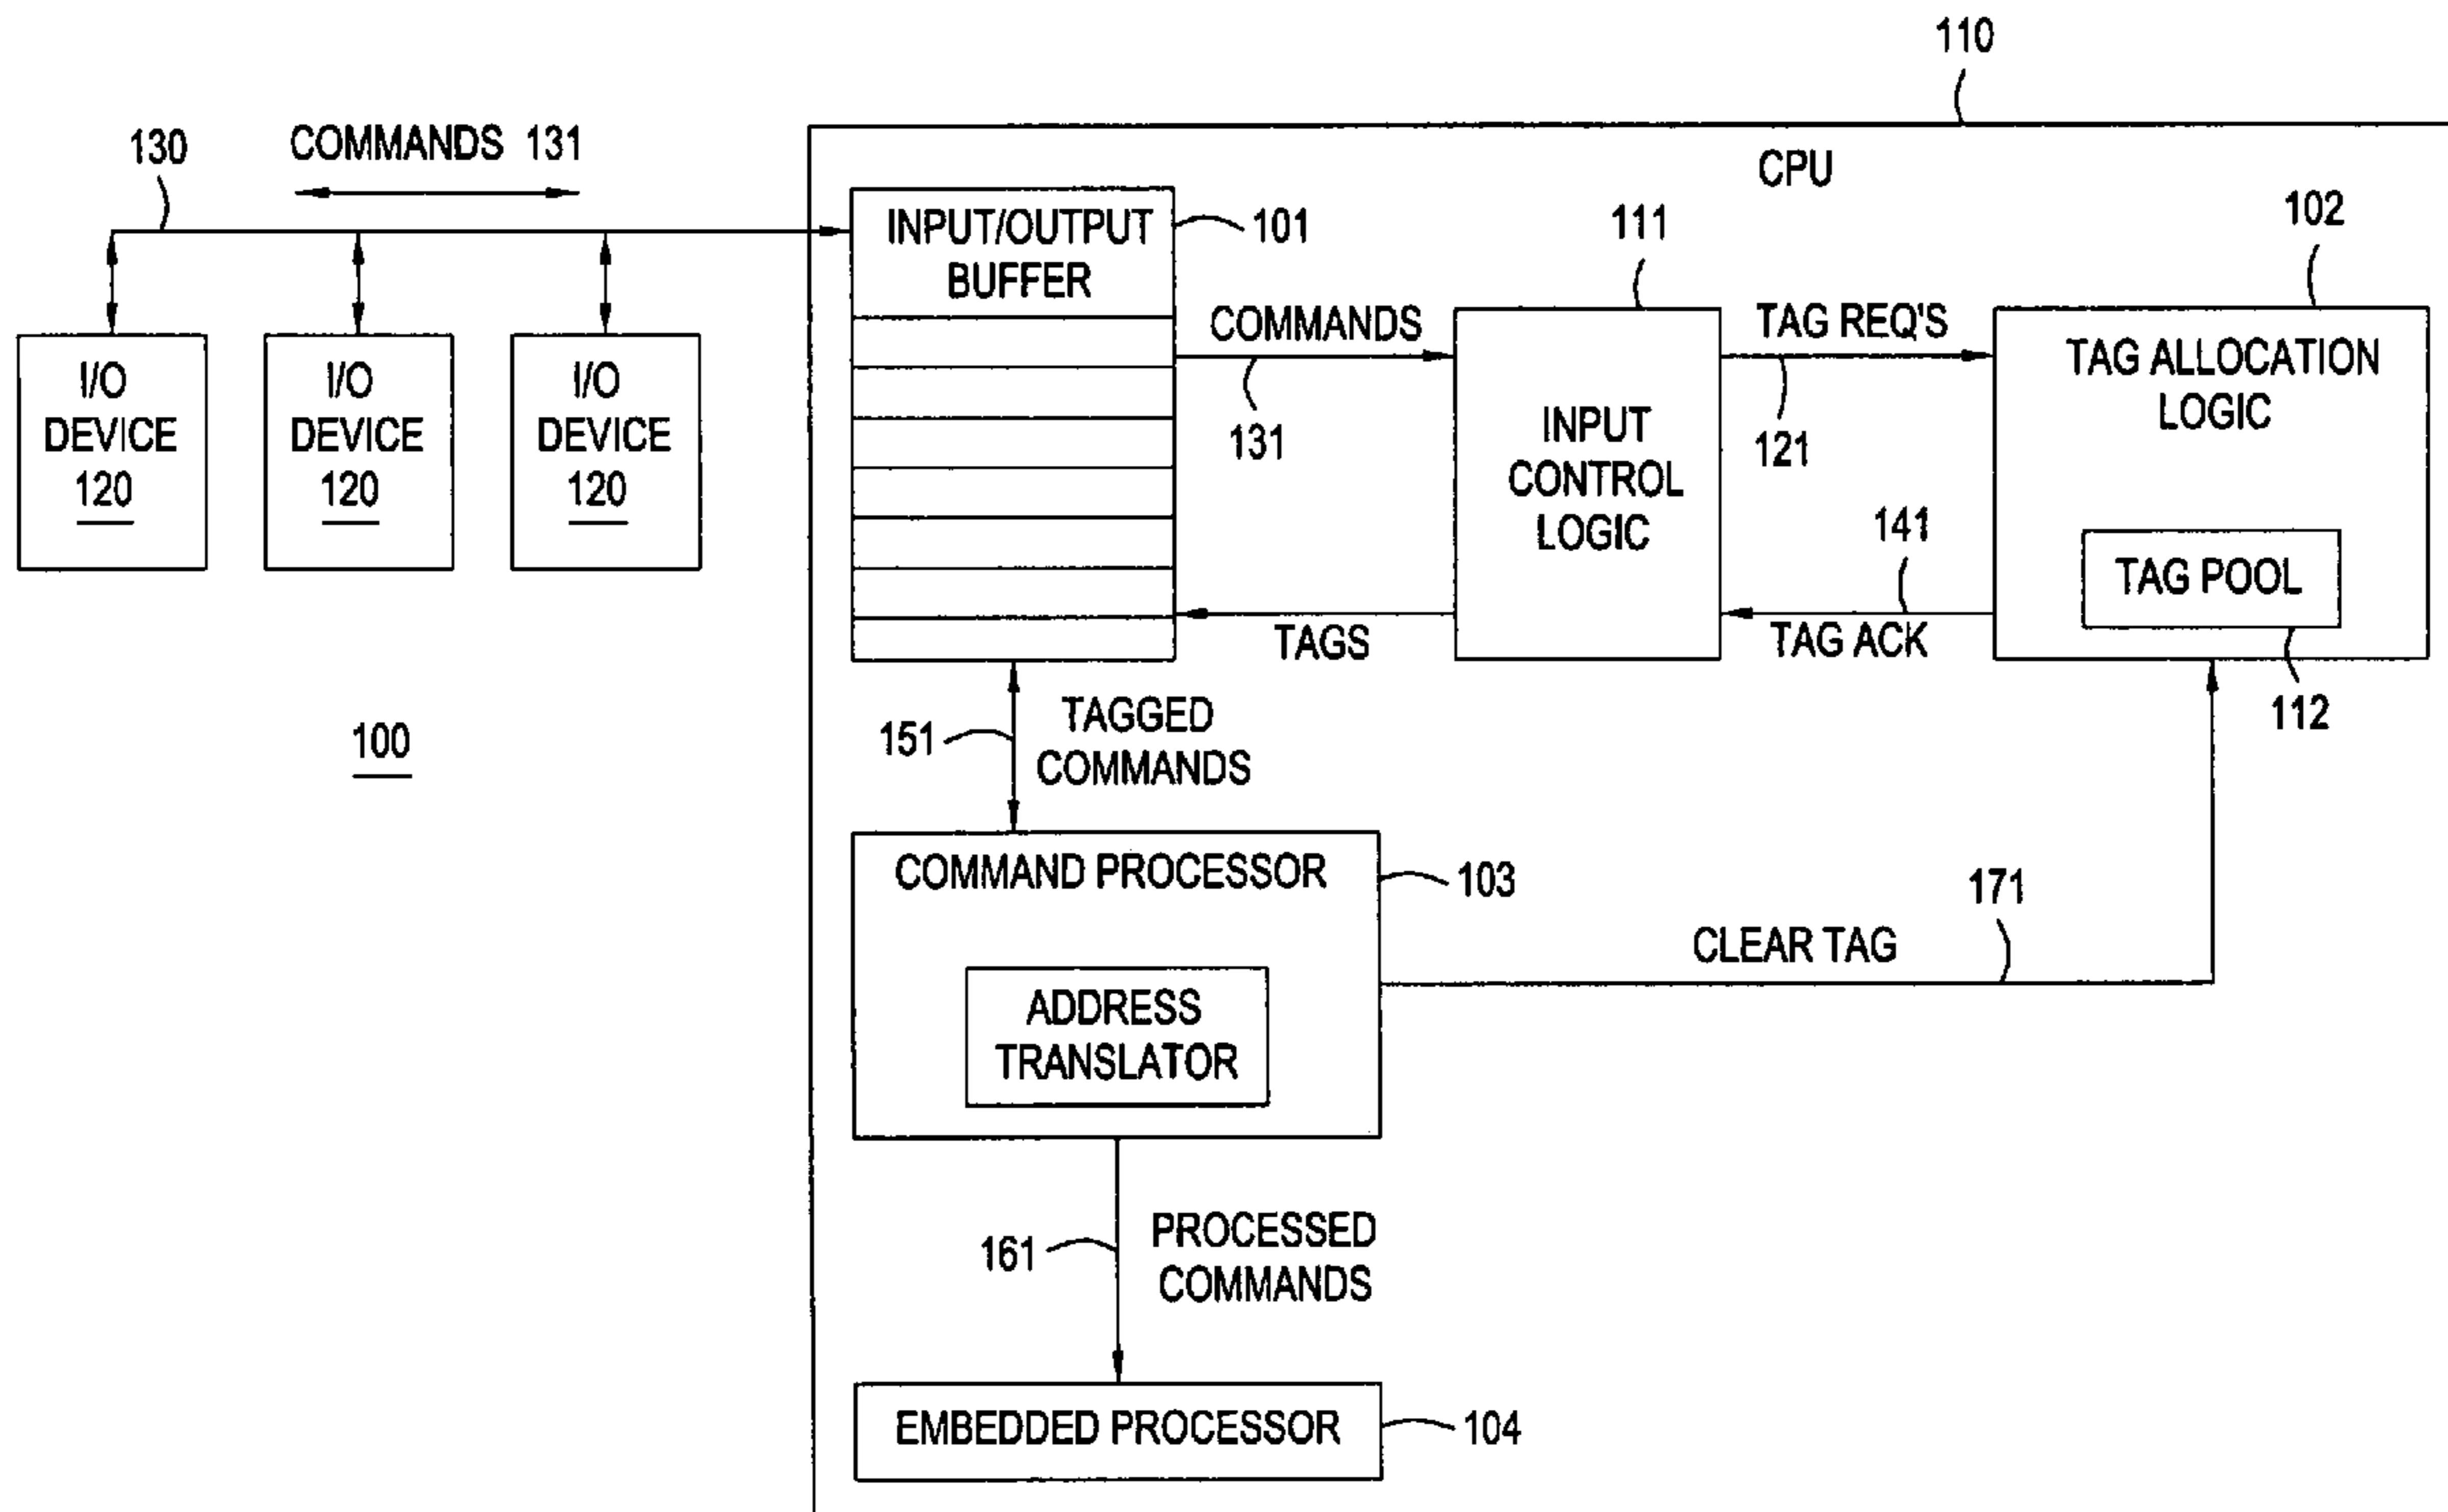 110
130
COMMANDS 131
CPU
INPUT/OUTPUT
BUFFER
101
111
102
COMMANDS
131
TAG REQ'S
121
TAG ALLOCATION
LOGIC
I/O
DEVICE
120
I/O
DEVICE
120
I/O
DEVICE
120
INPUT
CONTROL
LOGIC
141
TAG POOL
TAGS
TAG ACK
112
100
151
TAGGED
COMMANDS
COMMAND PROCESSOR
103
171
CLEAR TAG
ADDRESS
TRANSLATOR
161
PROCESSED
COMMANDS
EMBEDDED PROCESSOR
104